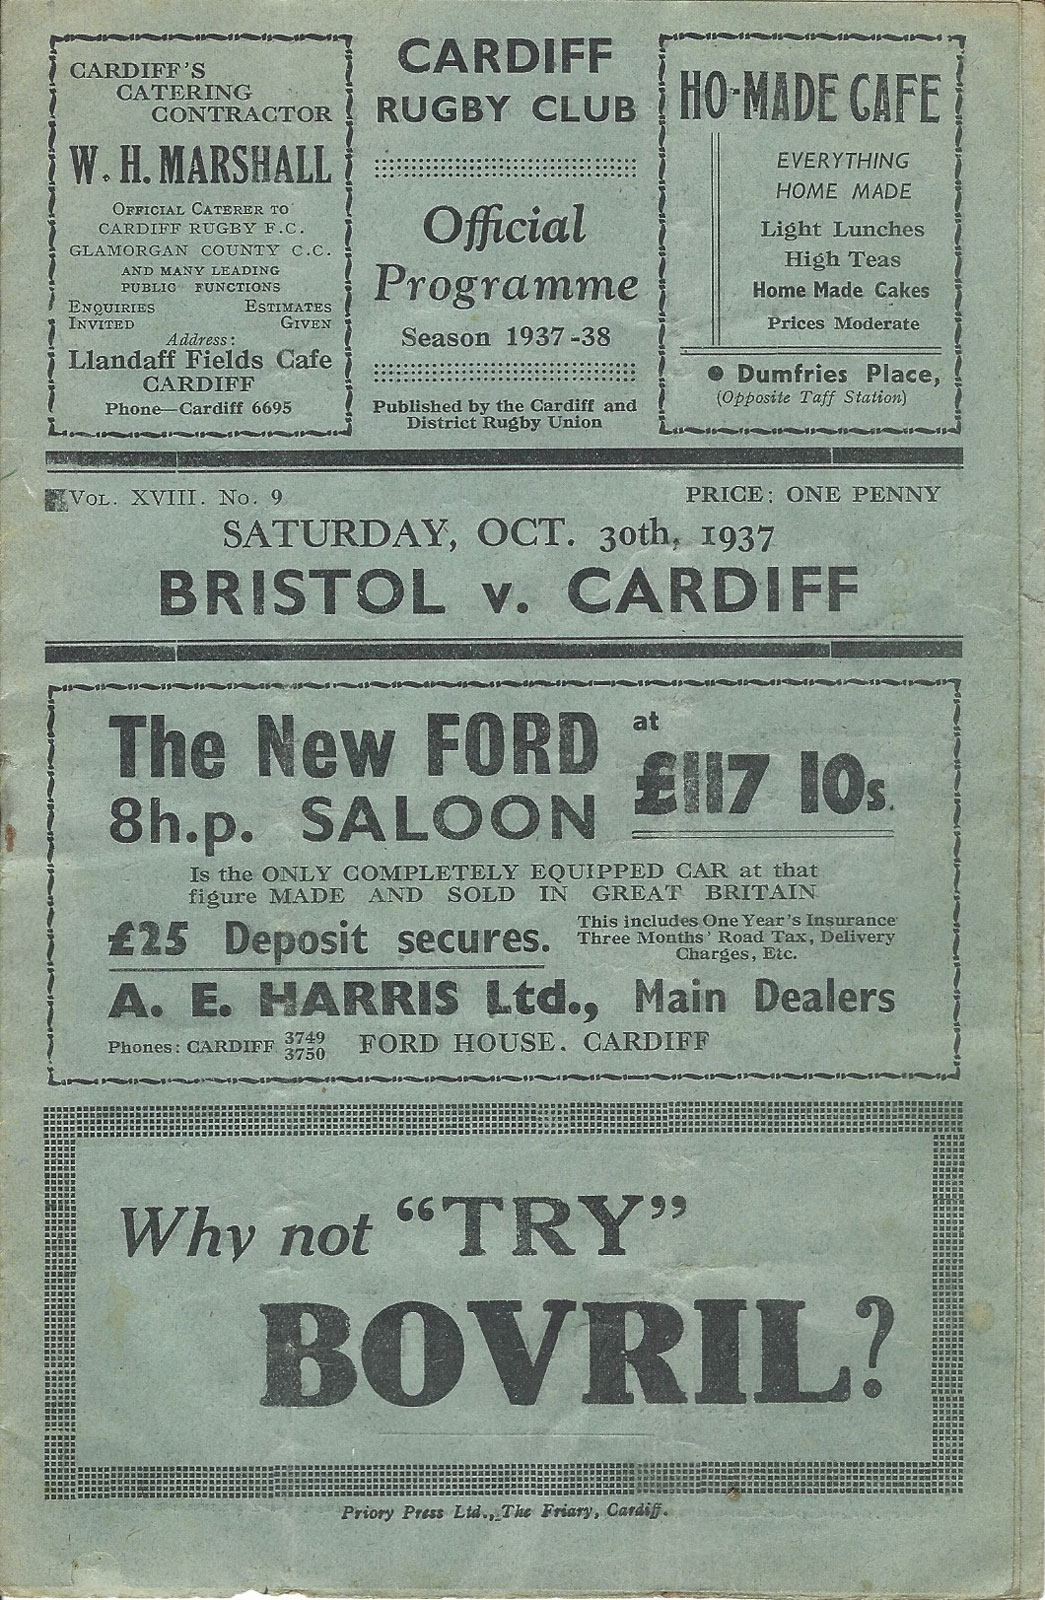 CARDIFF'S
CATERING
CONTRACTOR
W. H. MARSHALL
OFFICIAL CATERER TO
CARDIFF RUGBY F.C.
GLAMORGAN COUNTY C.C.
AND MANY LEADING
PUBLIC FUNCTIONS
ENQUIRIES ESTIMATES
INVITED GIVEN
Address:
Llandaff Fields Cafe
CARDIFF
Phone—Cardiff 6695
CARDIFF
RUGBY CLUB
Official
Programme
Season 1937-38
Published by the Cardiff and
District Rugby Union
HO-MADE CAFE
EVERYTHING
HOME MADE
Light Lunches
High Teas
Home Made Cakes
Prices Moderate
● Dumfries Place,
(Opposite Taff Station)
VOL. XVIII. No. 9 PRICE: ONE PENNY
SATURDAY, OCT. 30th, 1937
BRISTOL v. CARDIFF
The New FORD at
8h.p. SALOON £117 10s.
Is the ONLY COMPLETELY EQUIPPED CAR at that
figure MADE AND SOLD IN GREAT BRITAIN
£25 Deposit secures.
This includes One Year's Insurance
Three Months' Road Tax, Delivery
Charges, Etc.
A. E. HARRIS Ltd., Main Dealers
Phones: CARDIFF 3749
3750 FORD HOUSE. CARDIFF
Why not "TRY"
BOVRIL?
Priory Press Ltd., The Friary, Cardiff.